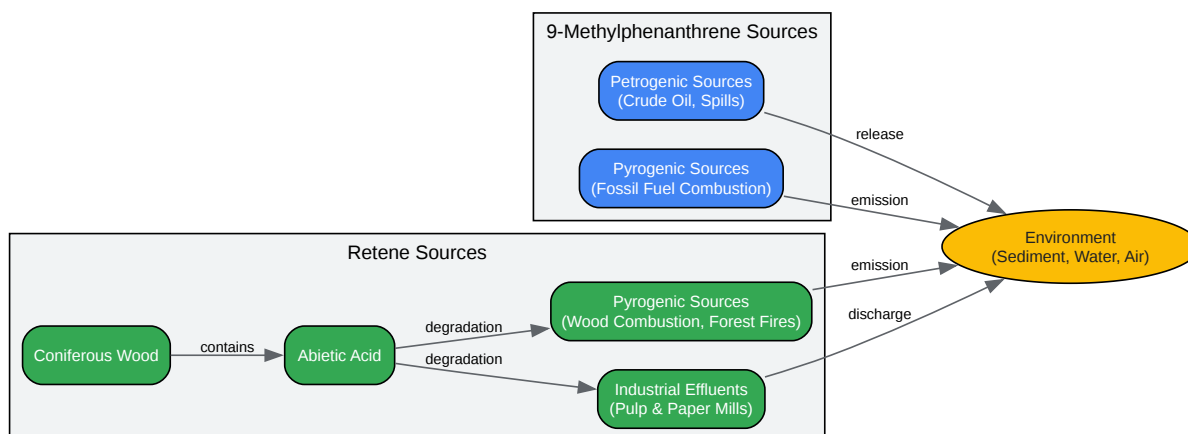 9-Methylphenanthrene Sources
Petrogenic Sources
(Crude Oil, Spills)
release
Pyrogenic Sources
(Fossil Fuel Combustion)
emission
Environment
(Sediment, Water, Air)
Retene Sources
emission
Pyrogenic Sources
(Wood Combustion, Forest Fires)
discharge
degradation
Coniferous Wood
contains
Abietic Acid
degradation
Industrial Effluents
(Pulp & Paper Mills)